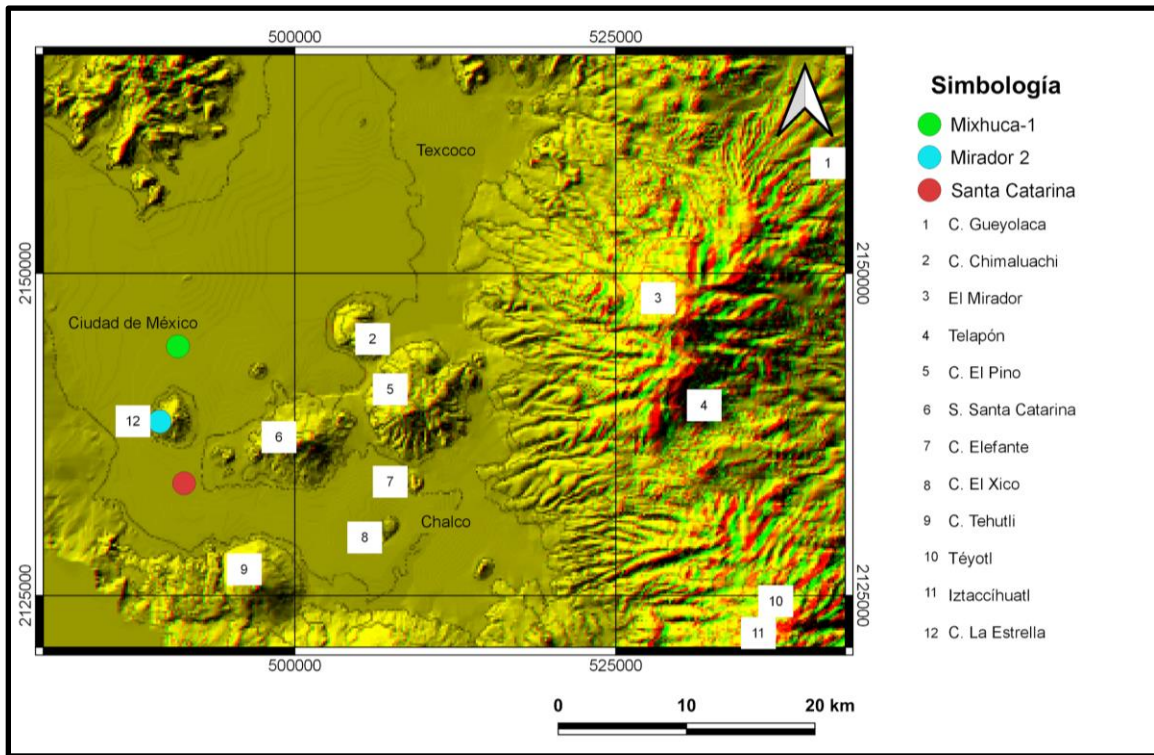 500000
525000
Simbología
Mixhuca-1
Mirador 2
Santa Catarina
1 C. Gueyolaca
2 C. Chimaluachi
3 El Mirador
4 Telapón
5 C. El Pino
6 S. Santa Catarina
7 C. Elefante
8 C. El Xico
9 C. Tehutli
10 Téyotl
11 Iztaccíhuatl
12 C. La Estrella
Texcoco
1
2150000
2150000
3
Ciudad de México
2
5
4
12
6
7
Chalco
8
9
2125000
2125000
10
11
500000
525000
0 10 20 km